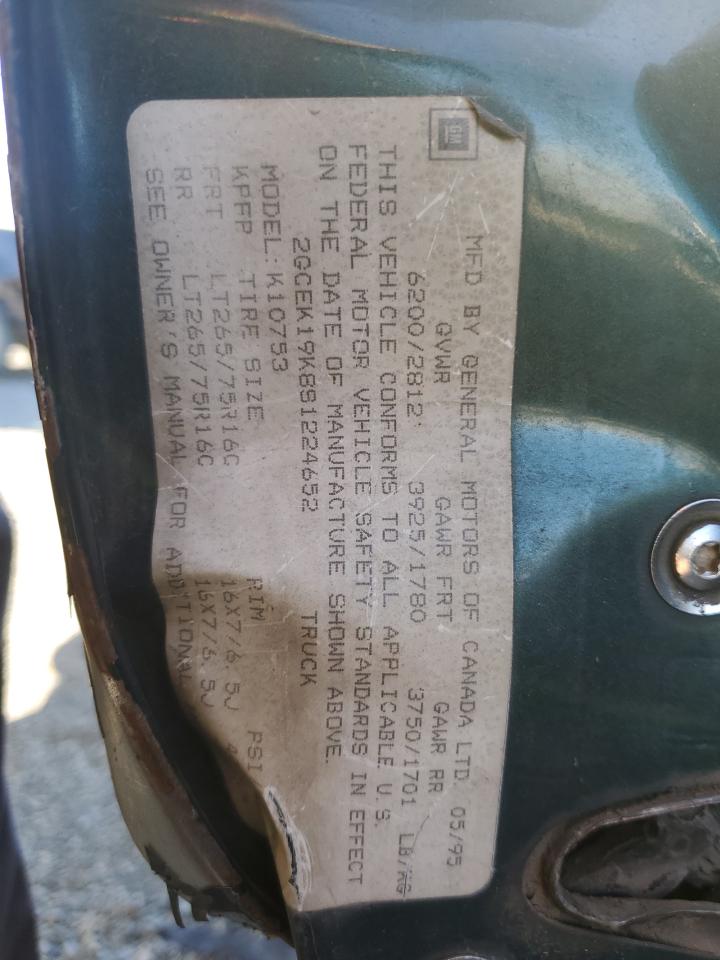 GM
MFD BY GENERAL MOTORS OF CANADA LTD. 05/95
GVWR GAWR FRT GAWR RR
6200/2812 3925/1780 3750/1701 LB/KG
THIS VEHICLE CONFORMS TO ALL APPLICABLE U.S.
FEDERAL MOTOR VEHICLE SAFETY STANDARDS IN EFFECT
ON THE DATE OF MANUFACTURE SHOWN ABOVE.
2GCEK19K8S1224652 TRUCK
MODEL:K10753
TIRE SIZE RIM PSI
FRT LT265/75R16C 16X7/6.5J
RR LT265/75R16C 16X7/6.5J
SEE OWNER'S MANUAL FOR ADDITIONAL